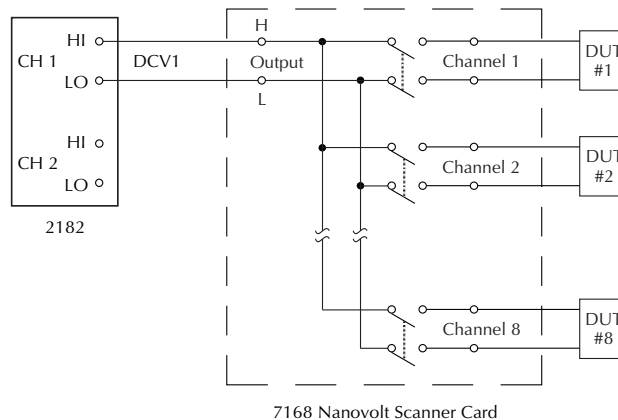 H
HI
CH 1
DCV1
Output
Channel 1
DUT
#1
LO
L
HI
CH 2
Channel 2
DUT
#2
LO
2182
Channel 8
DUT
#8
7168 Nanovolt Scanner Card